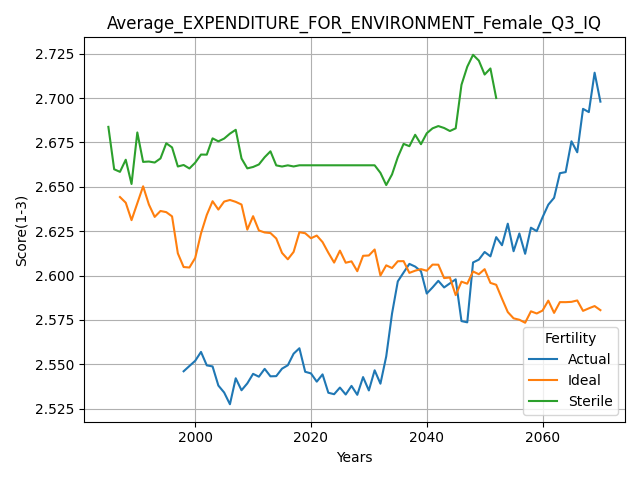 Average_EXPENDITURE_FOR_ENVIRONMENT_Female_Q3_IQ
2.725
2.700
2.675
2.650
2.625
2.600
2.575
2.550
2.525
Score(1-3)
2000
2020
2040
2060
Years
Fertility
Actual
Ideal
Sterile